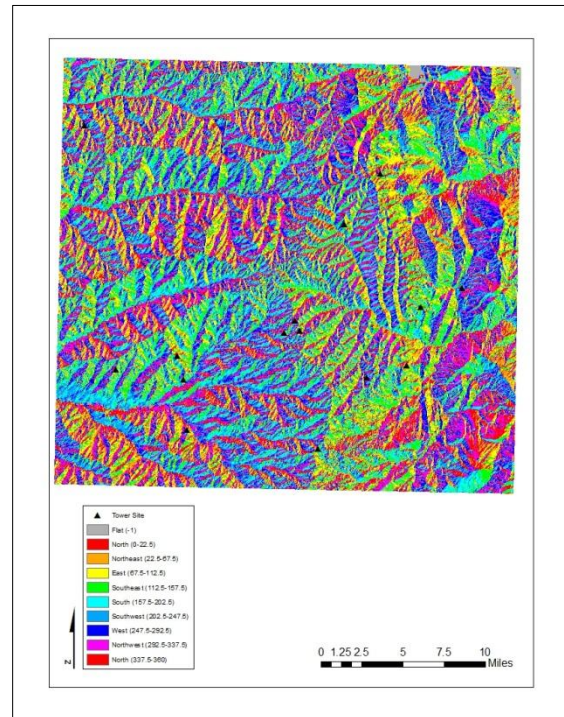 Tower Site
Flat (-1)
North (0-22.5)
Northeast (22.5-67.5)
East (67.5-112.5)
Southeast (112.5-157.5)
South (157.5-202.5)
Southwest (202.5-247.5)
West (247.5-292.5)
Northwest (292.5-337.5)
North (337.5-360)
N
0 1.25 2.5 5 7.5 10
Miles